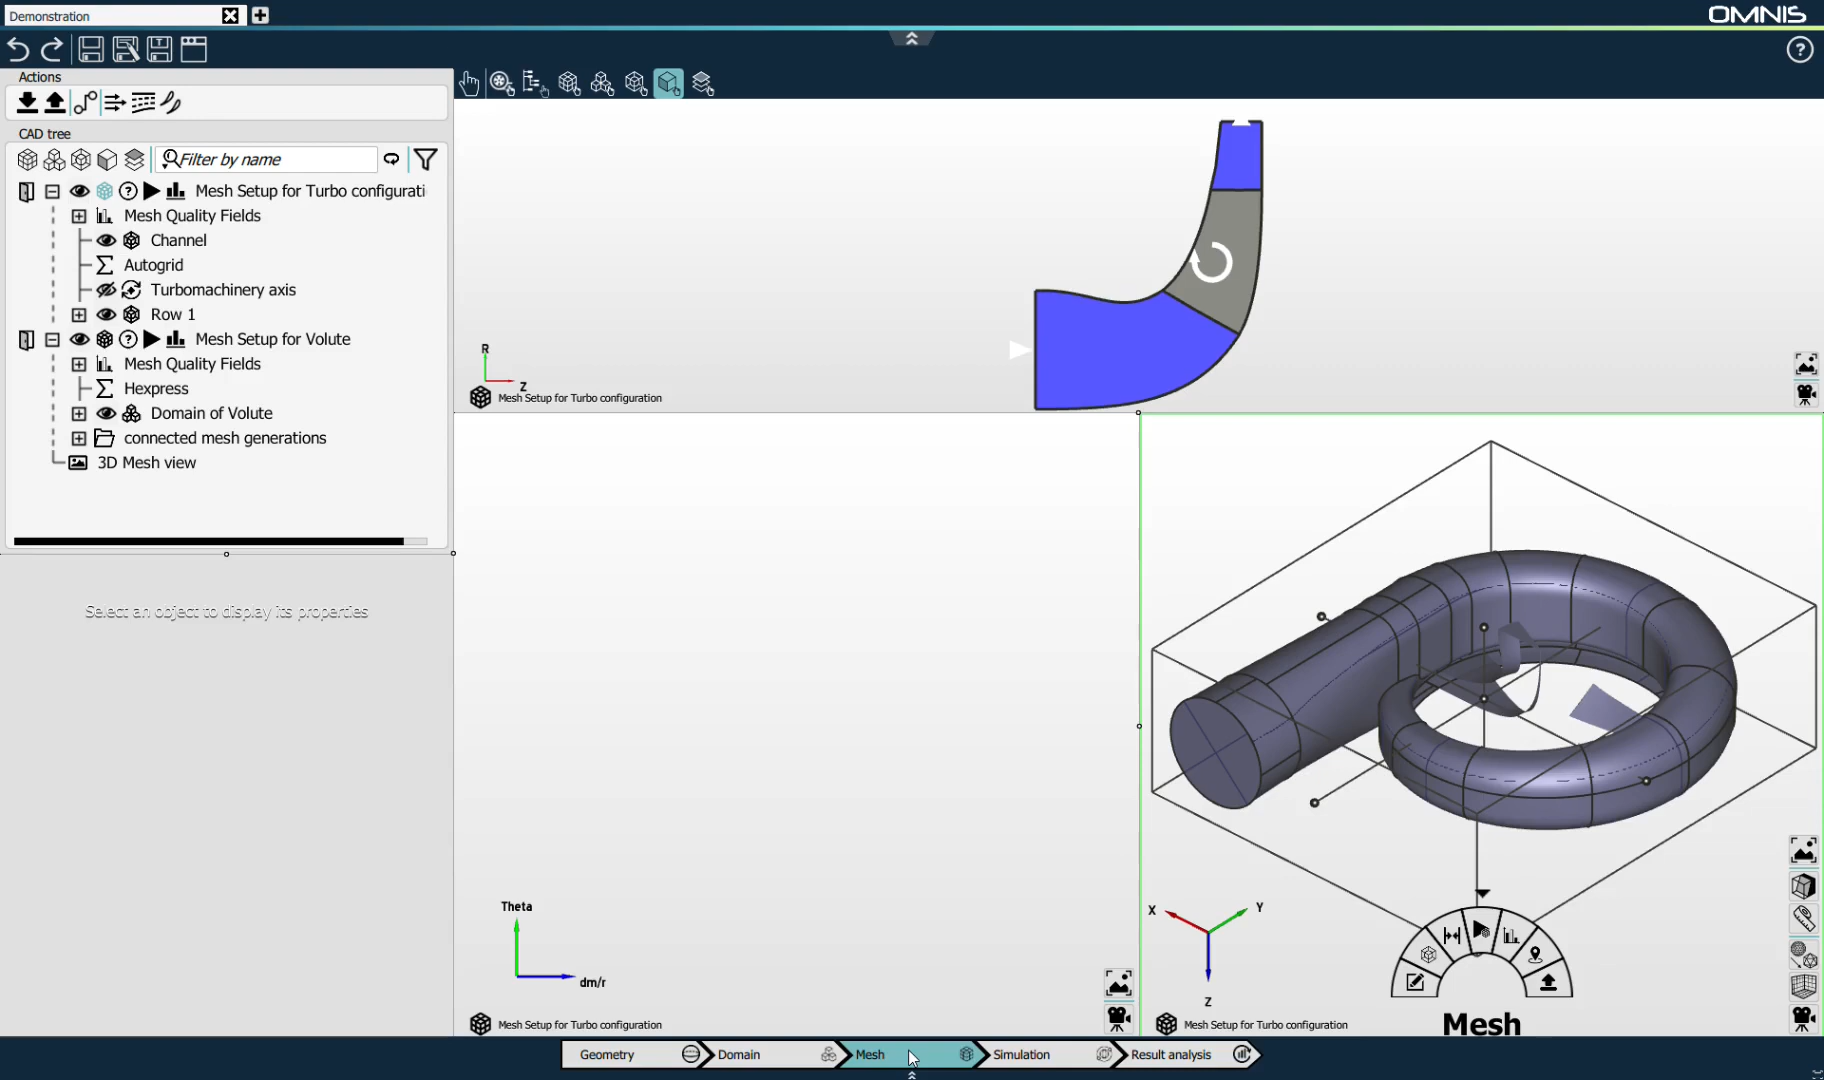 Demonstration
OMNIS
Actions
CAD tree
Filter by name
Mesh Setup for Turbo configurati
Mesh Quality Fields
Channel
Autogrid
Turbomachinery axis
Row 1
Mesh Setup for Volute
Mesh Quality Fields
Hexpress
Domain of Volute
connected mesh generations
3D Mesh view
Select an object to display its properties
R
Z
Mesh Setup for Turbo configuration
Theta
dm/r
Mesh Setup for Turbo configuration
X
Y
Z
Mesh Setup for Turbo configuration
Mesh
Geometry
Domain
Mesh
Simulation
Result analysis